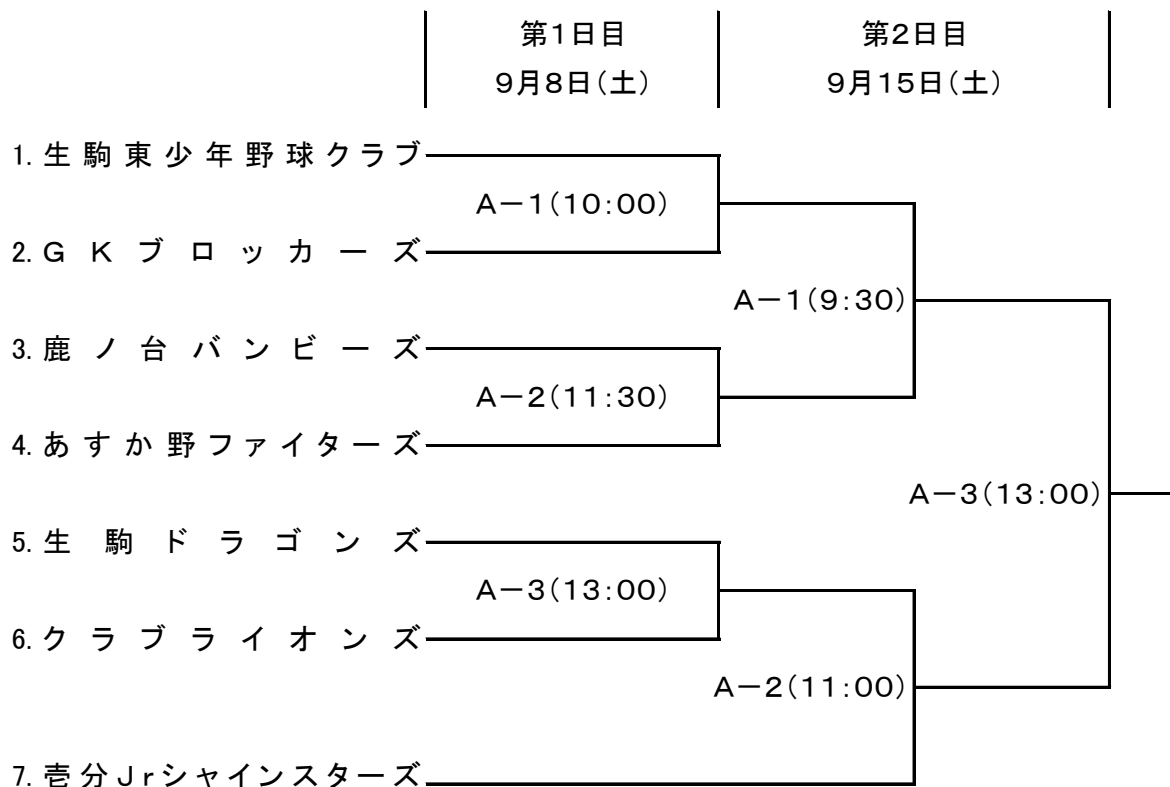 第1日目 第2日目
9月8日(土) 9月15日(土)
1. 生駒東少年野球クラブ
A－1(10:00)
2. GKブロッカーズ
A－1(9:30)
3. 鹿ノ台バンビーズ
A－2(11:30)
4. あすか野ファイターズ
A－3(13:00)
5. 生駒ドラゴンズ
A－3(13:00)
6. クラブライオンズ
A－2(11:00)
7. 壱分Jrシャインスターズ